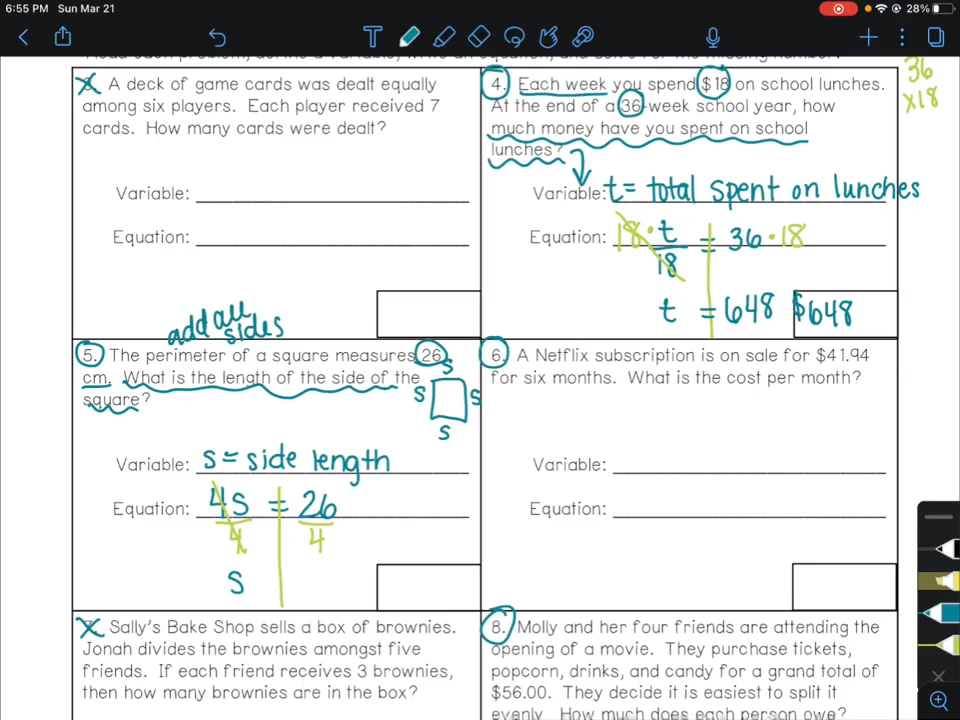 6:55 PM Sun Mar 21
28%
36
×18
3. A deck of game cards was dealt equally
among six players. Each player received 7
cards. How many cards were dealt?
Variable:
Equation:
4. Each week you spend $18 on school lunches.
At the end of a 36-week school year, how
much money have you spent on school
lunches?
Variable: t = total spent on lunches
Equation: 18 · t/18 = 36 · 18
t = 648 $648
add all
sides
5. The perimeter of a square measures 26
cm. What is the length of the side of the
square?
s
s s
s
Variable: s = side length
Equation: 4s = 26
4 4
s
6. A Netflix subscription is on sale for $41.94
for six months. What is the cost per month?
Variable:
Equation:
7. Sally's Bake Shop sells a box of brownies.
Jonah divides the brownies amongst five
friends. If each friend receives 3 brownies,
then how many brownies are in the box?
8. Molly and her four friends are attending the
opening of a movie. They purchase tickets,
popcorn, drinks, and candy for a grand total of
$56.00. They decide it is easiest to split it
evenly. How much does each person owe?